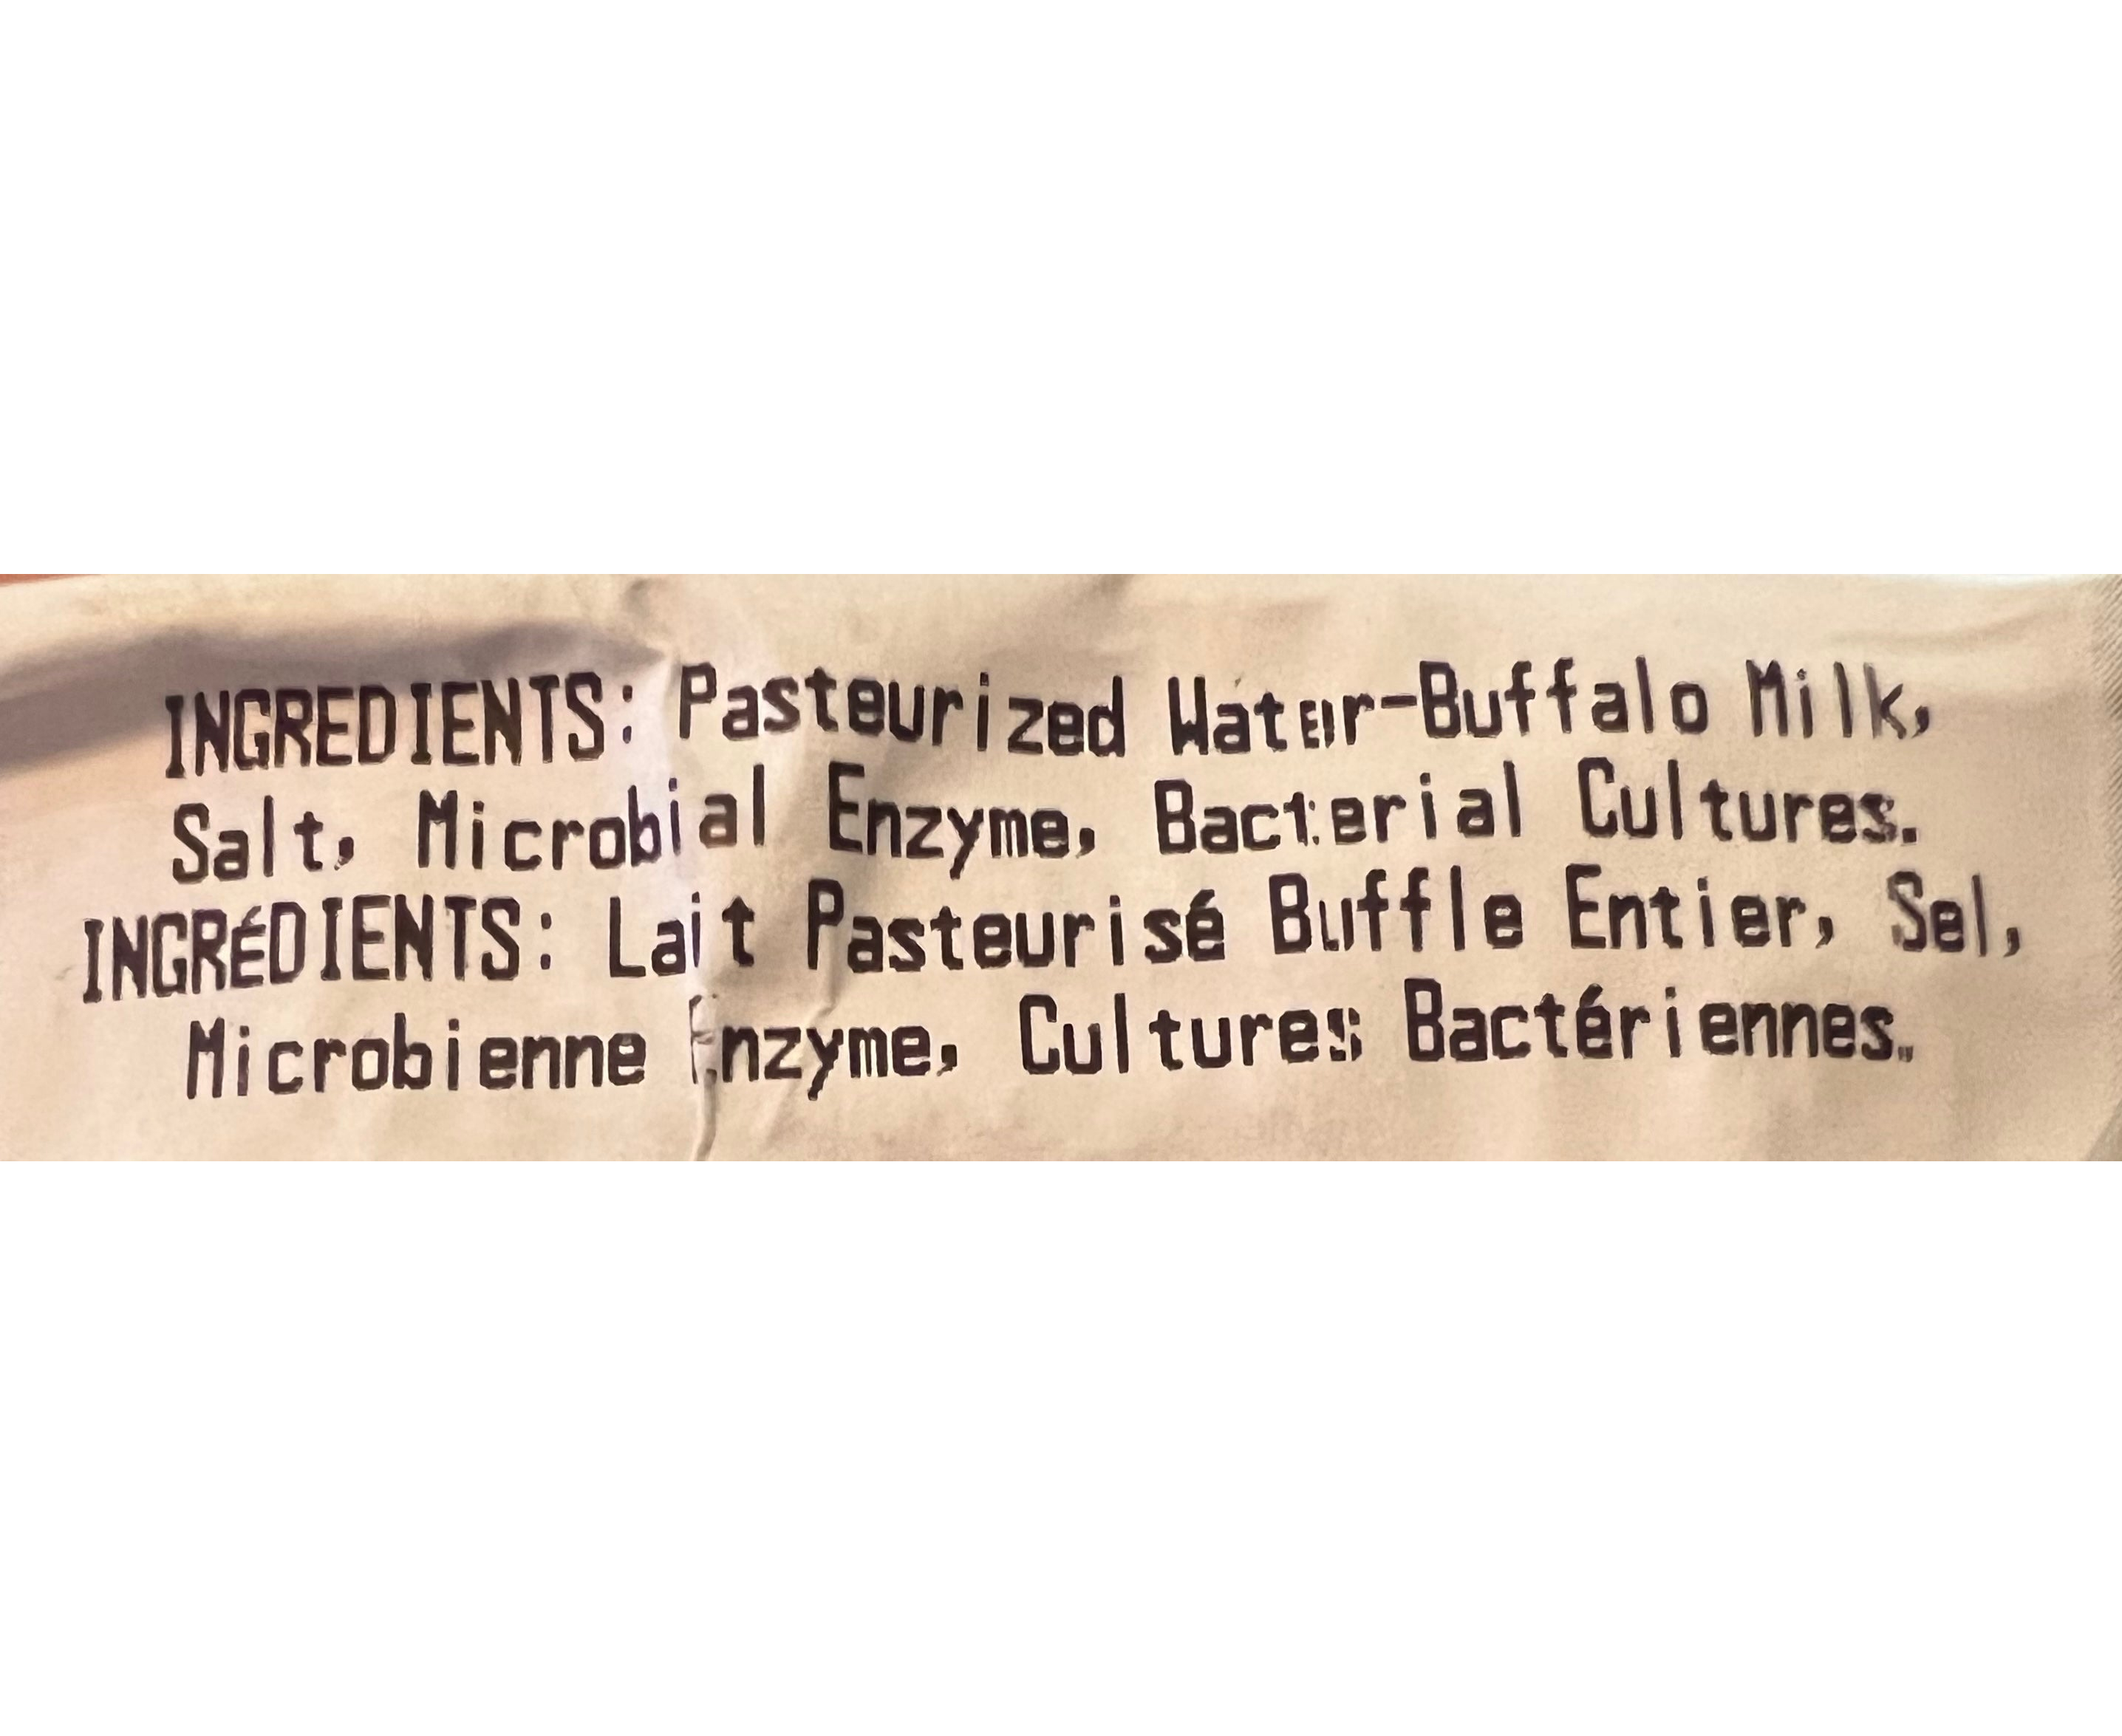 INGREDIENTS: Pasteurized Water-Buffalo Milk,
Salt, Microbial Enzyme, Bacterial Cultures.
INGRÉDIENTS: Lait Pasteurisé Buffle Entier, Sel,
Microbienne Enzyme, Cultures Bactériennes.